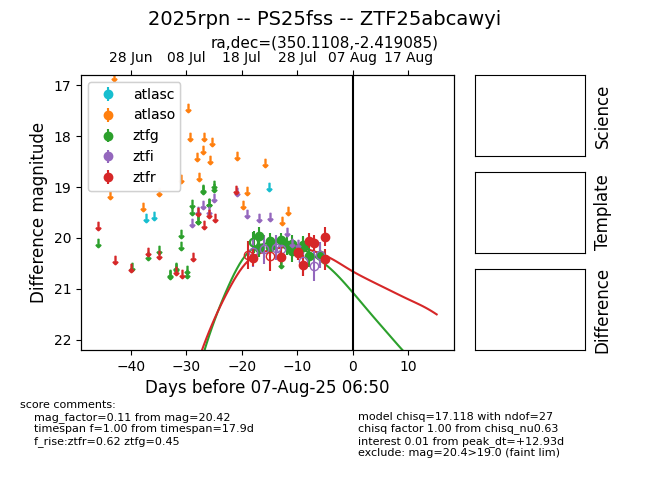 2025rpn -- PS25fss -- ZTF25abcawyi
ra,dec=(350.1108,-2.419085)
28 Jun 08 Jul 18 Jul 28 Jul 07 Aug 17 Aug
17
18
19
20
21
22
Difference magnitude
atlasc
atlaso
ztfg
ztfi
ztfr
−40 −30 −20 −10 0 10
Days before 07-Aug-25 06:50
Science
Template
Difference
score comments:
mag_factor=0.11 from mag=20.42
timespan f=1.00 from timespan=17.9d
f_rise:ztfr=0.62 ztfg=0.45
model chisq=17.118 with ndof=27
chisq factor 1.00 from chisq_nu0.63
interest 0.01 from peak_dt=+12.93d
exclude: mag=20.4>19.0 (faint lim)